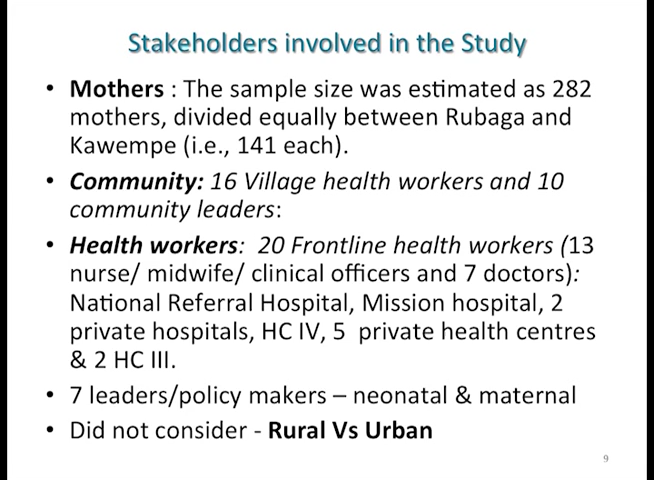 Stakeholders involved in the Study
• Mothers : The sample size was estimated as 282
mothers, divided equally between Rubaga and
Kawempe (i.e., 141 each).
• Community: 16 Village health workers and 10
community leaders:
• Health workers: 20 Frontline health workers (13
nurse/ midwife/ clinical officers and 7 doctors):
National Referral Hospital, Mission hospital, 2
private hospitals, HC IV, 5 private health centres
& 2 HC III.
• 7 leaders/policy makers – neonatal & maternal
• Did not consider - Rural Vs Urban
9